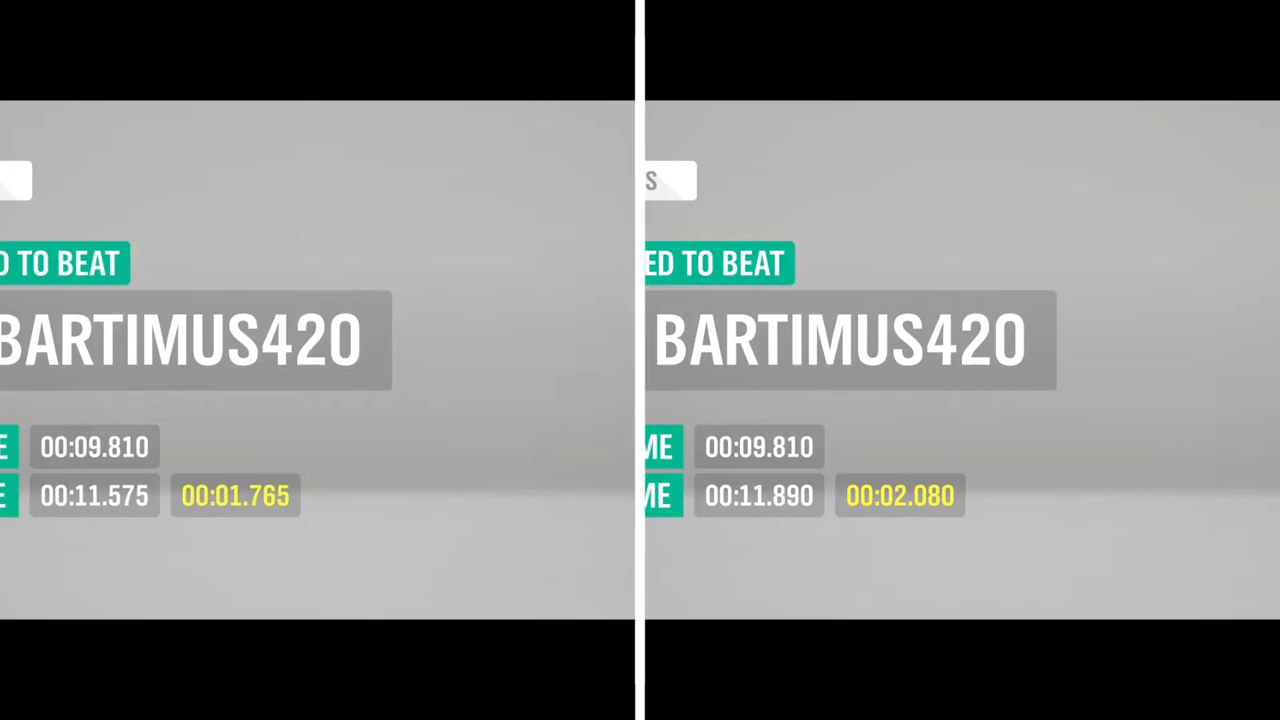 S
D TO BEAT
BARTIMUS420
E 00:09.810
E 00:11.575 00:01.765
ED TO BEAT
BARTIMUS420
ME 00:09.810
ME 00:11.890 00:02.080